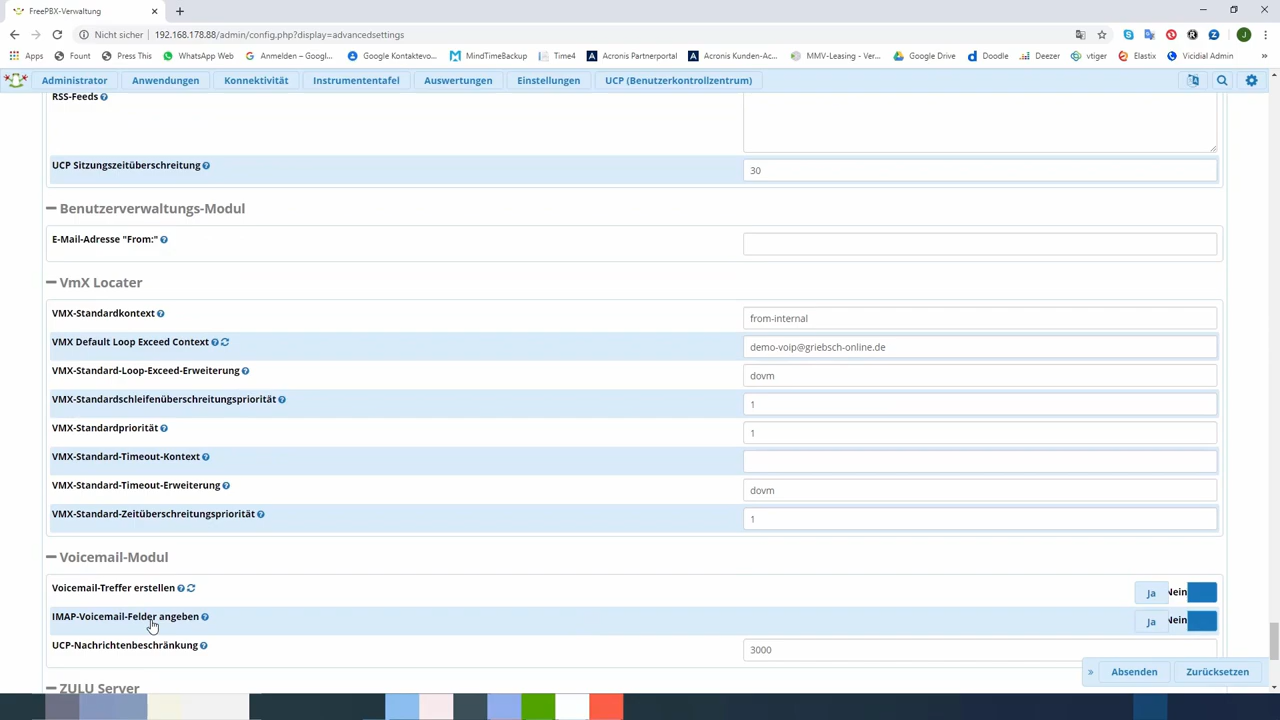 FreePBX-Verwaltung
Nicht sicher 192.168.178.88/admin/config.php?display=advancedsettings
J
Apps Fount Press This WhatsApp Web Anmelden – Googl... Google Kontakteve... MindTimeBackup Time4 Acronis Partnerportal Acronis Kunden-Ac... MMV-Leasing - Ver... Google Drive Doodle Deezer vtiger Elastix Vicidial Admin
Administrator Anwendungen Konnektivität Instrumententafel Auswertungen Einstellungen UCP (Benutzerkontrollzentrum)
RSS-Feeds
UCP Sitzungszeitüberschreitung 30
Benutzerverwaltungs-Modul
E-Mail-Adresse "From:"
VmX Locater
VMX-Standardkontext from-internal
VMX Default Loop Exceed Context demo-voip@griebsch-online.de
VMX-Standard-Loop-Exceed-Erweiterung dovm
VMX-Standardschleifenüberschreitungspriorität 1
VMX-Standardpriorität 1
VMX-Standard-Timeout-Kontext
VMX-Standard-Timeout-Erweiterung dovm
VMX-Standard-Zeitüberschreitungspriorität 1
Voicemail-Modul
Voicemail-Treffer erstellen Ja Nein
IMAP-Voicemail-Felder angeben Ja Nein
UCP-Nachrichtenbeschränkung 3000
» Absenden Zurücksetzen
ZULU Server